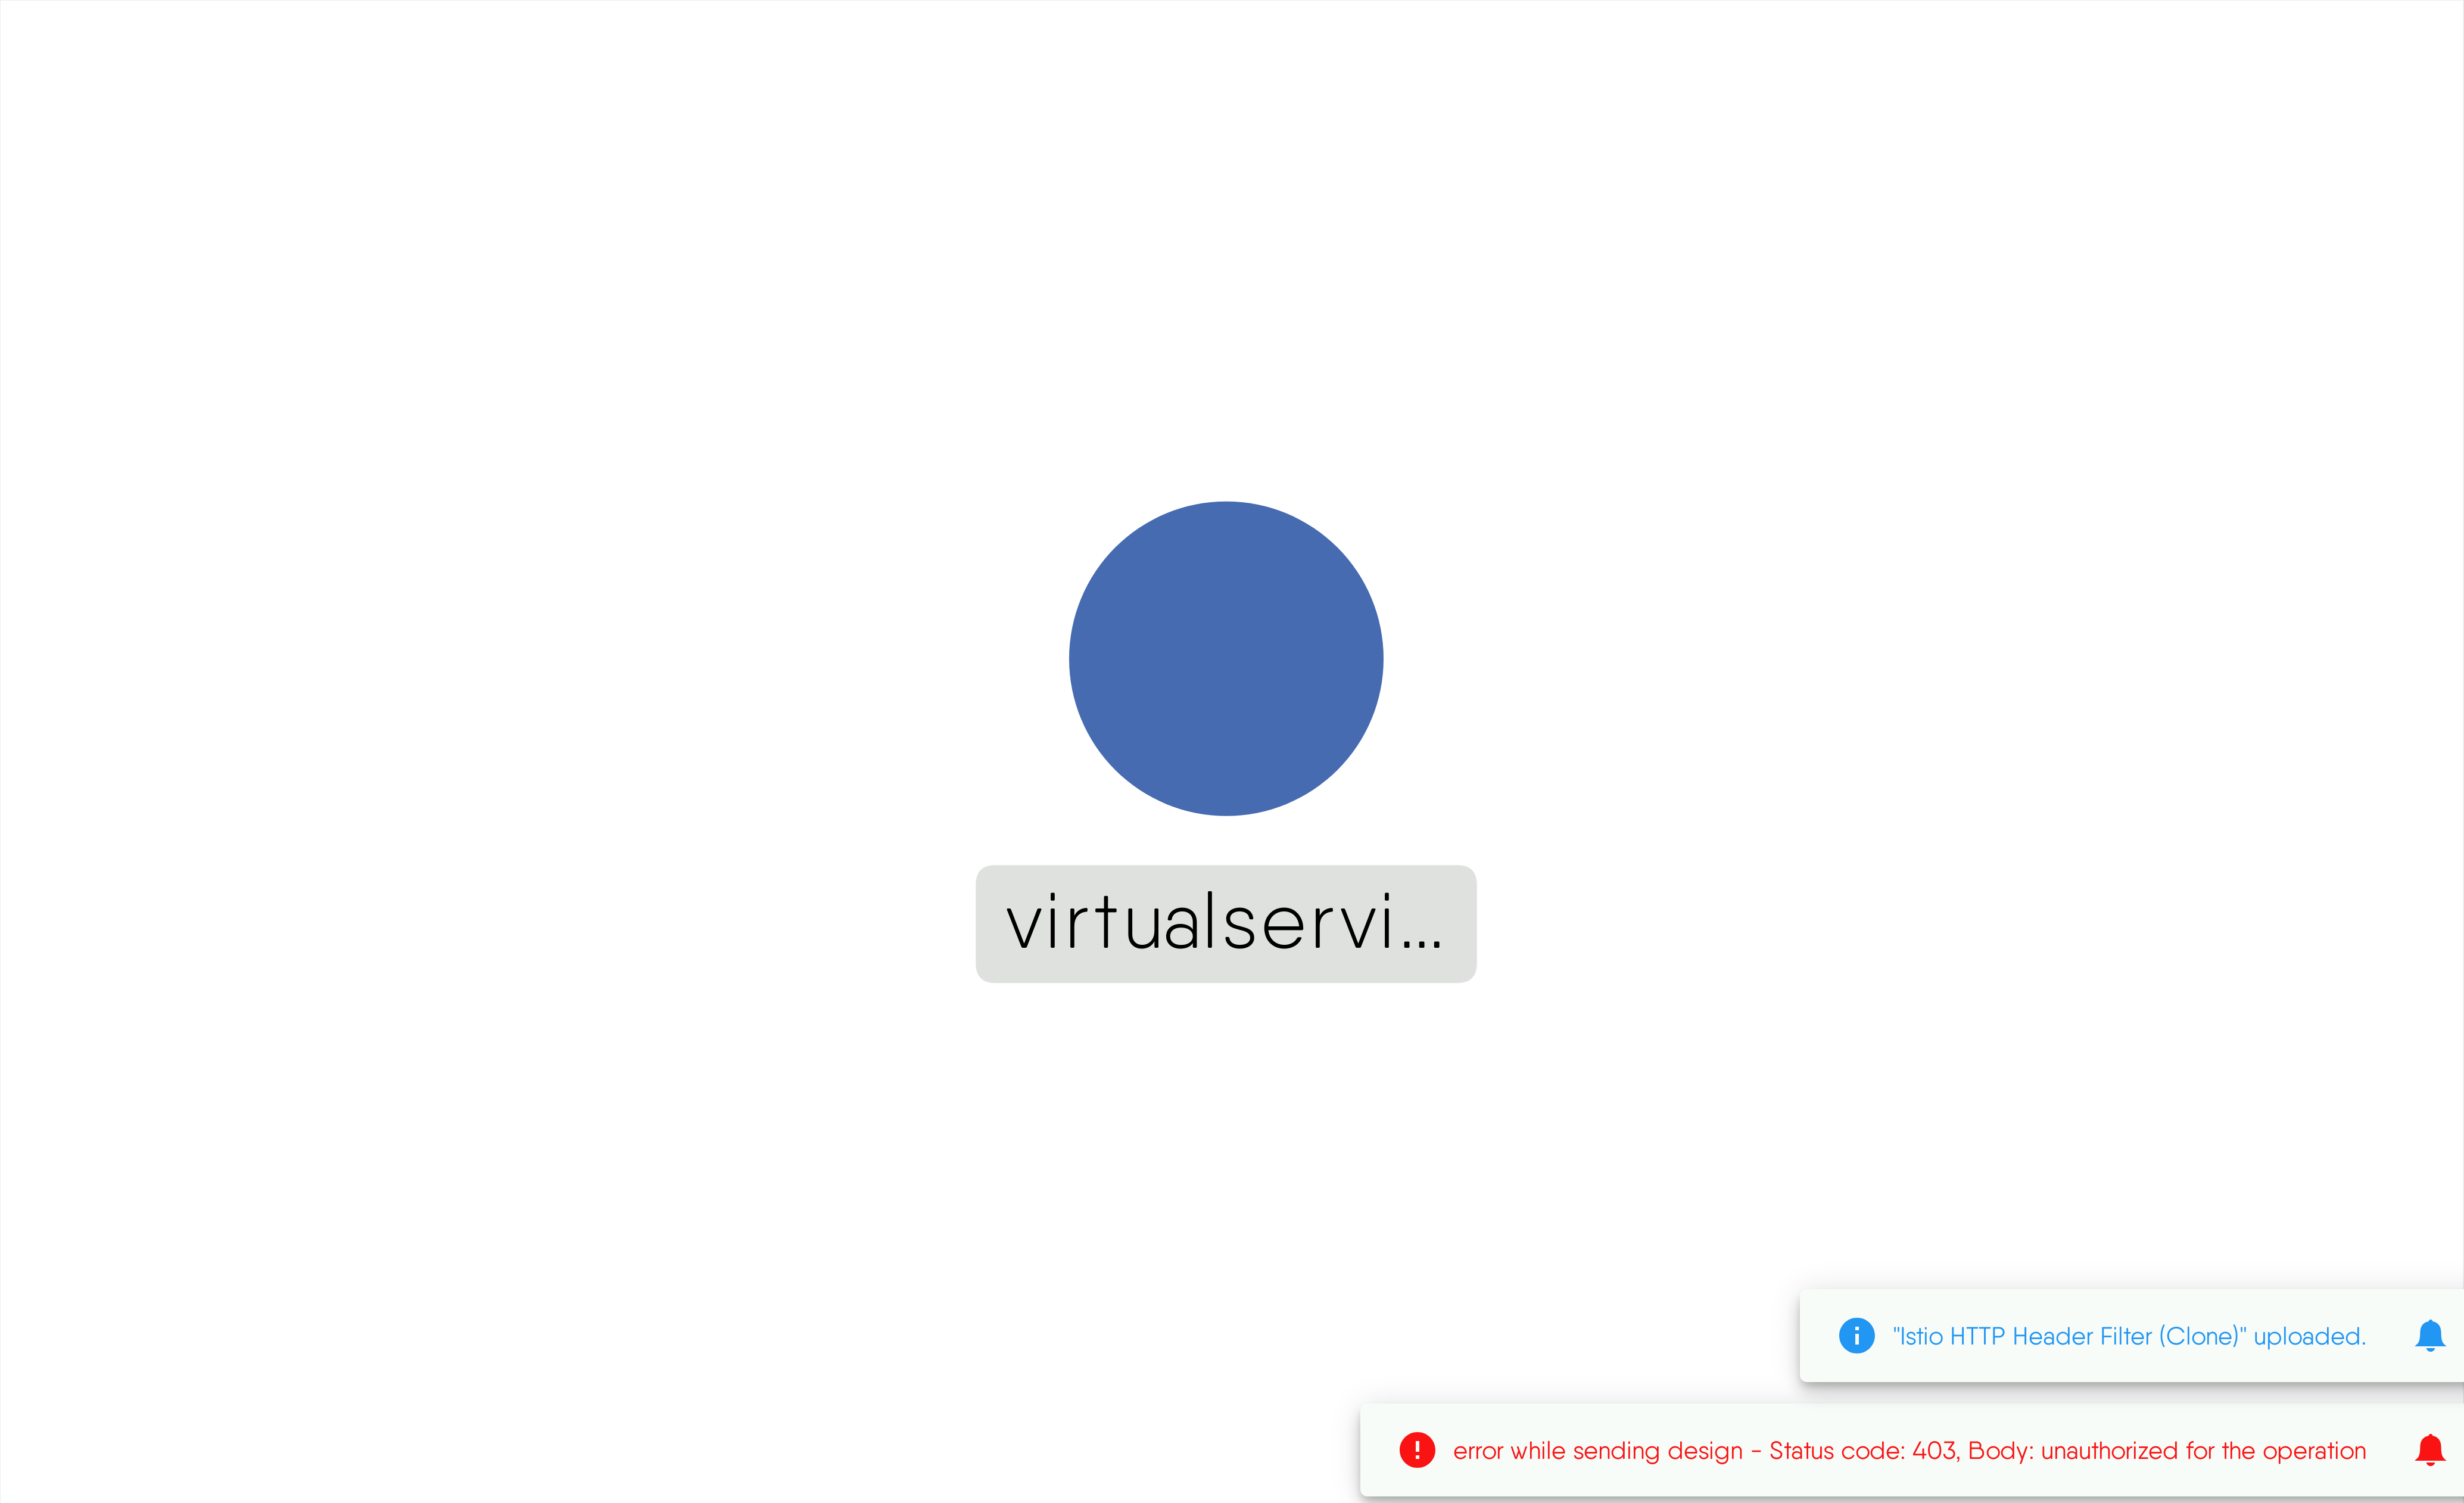 virtualservi...
"Istio HTTP Header Filter (Clone)" uploaded.
error while sending design - Status code: 403, Body: unauthorized for the operation